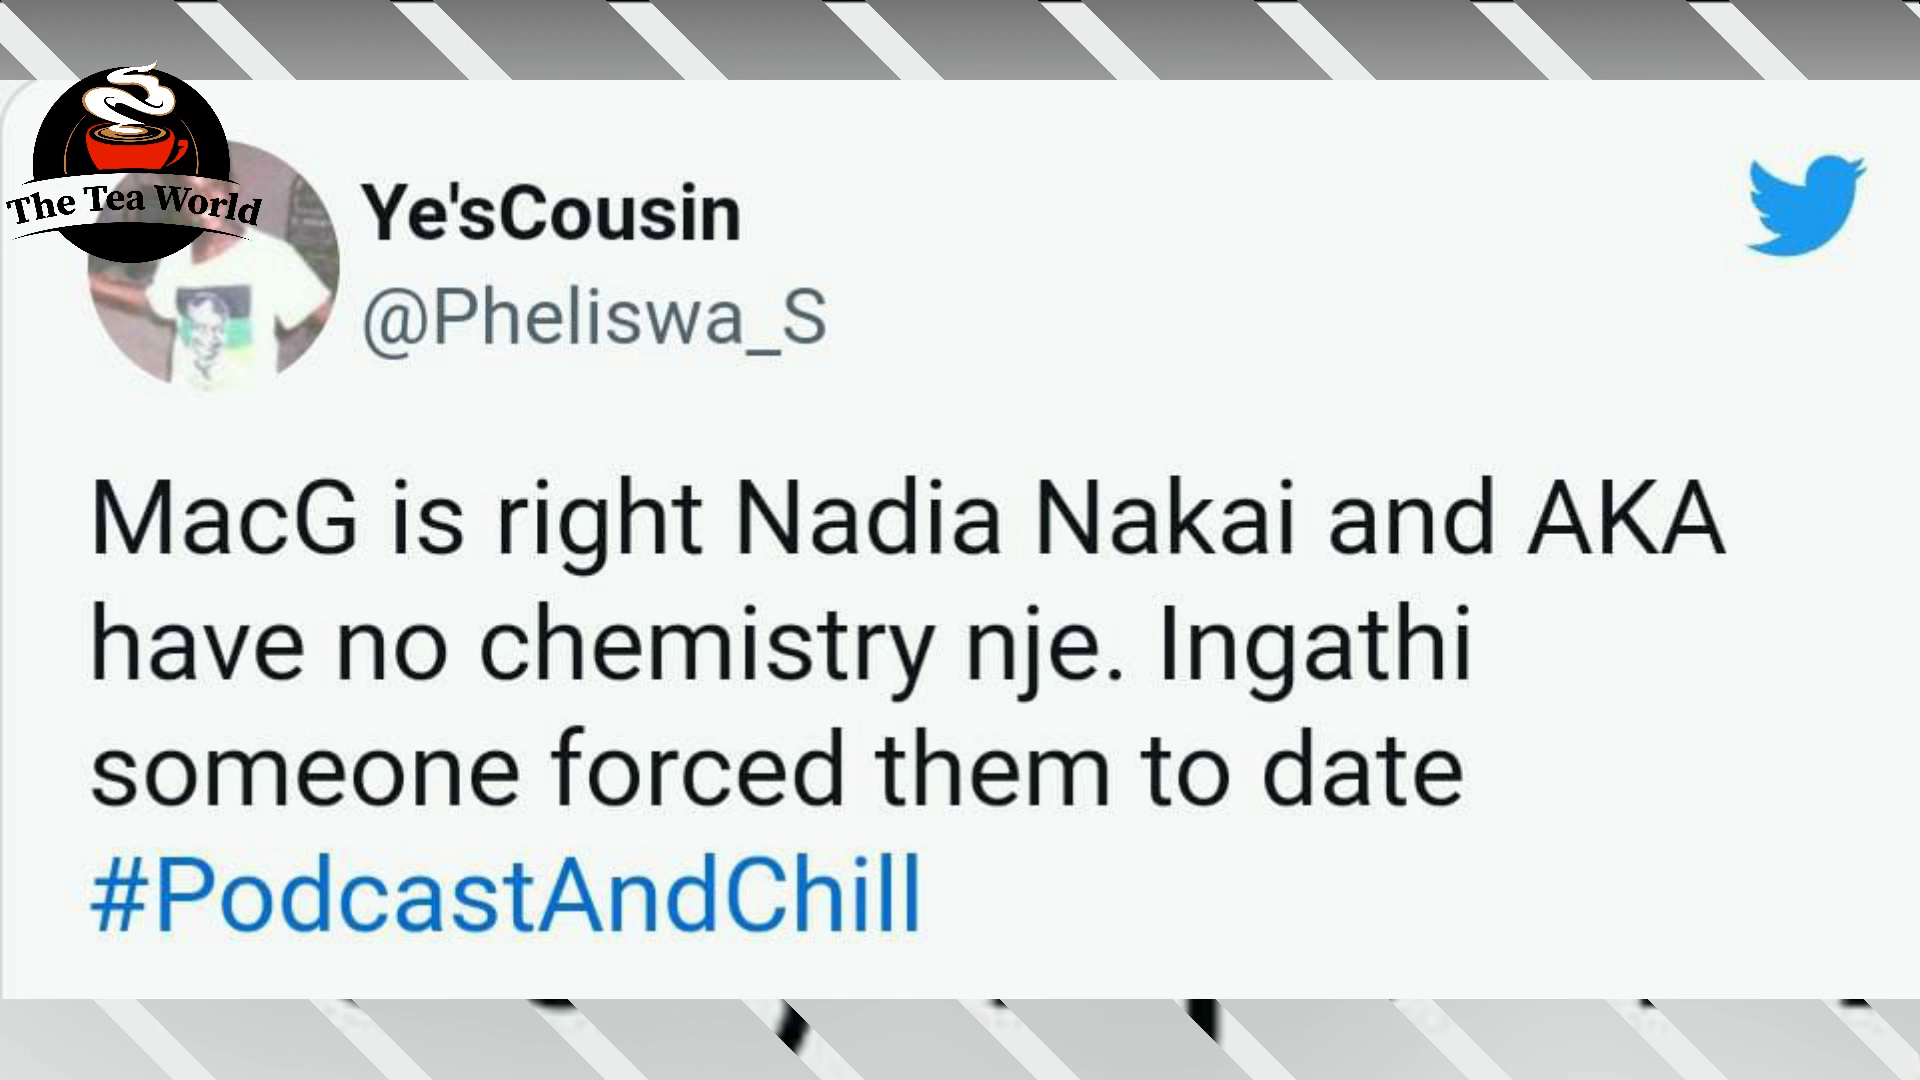 The Tea World
Ye'sCousin
@Pheliswa_S
MacG is right Nadia Nakai and AKA
have no chemistry nje. Ingathi
someone forced them to date
#PodcastAndChill